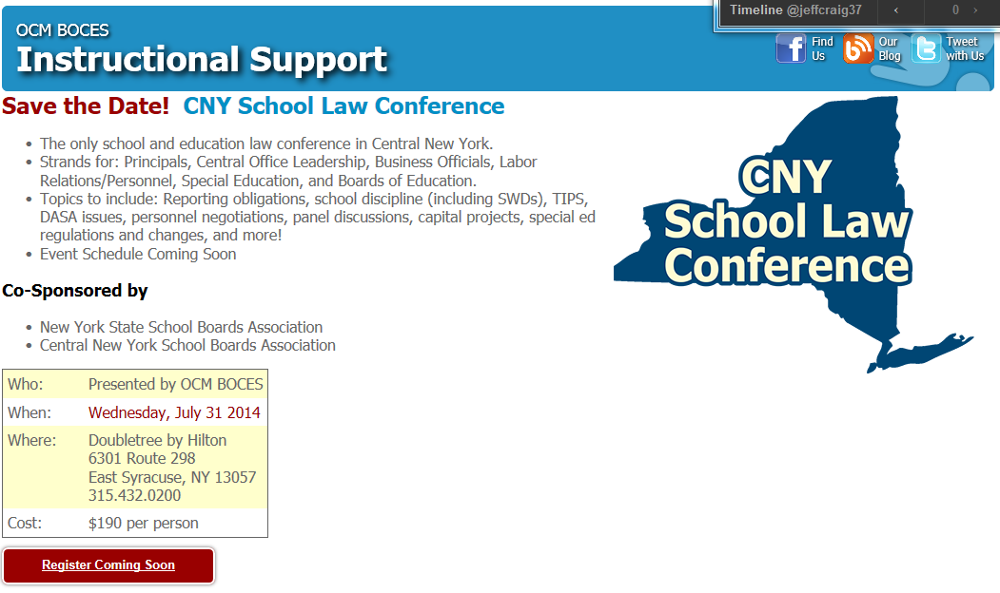 Timeline @jeffcraig37 ‹ 0 ›
OCM BOCES
Instructional Support
Find
Us
Our
Blog
Tweet
with Us
Save the Date! CNY School Law Conference
• The only school and education law conference in Central New York.
• Strands for: Principals, Central Office Leadership, Business Officials, Labor
Relations/Personnel, Special Education, and Boards of Education.
• Topics to include: Reporting obligations, school discipline (including SWDs), TIPS,
DASA issues, personnel negotiations, panel discussions, capital projects, special ed
regulations and changes, and more!
• Event Schedule Coming Soon
CNY
School Law
Conference
Co-Sponsored by
• New York State School Boards Association
• Central New York School Boards Association
Who: Presented by OCM BOCES
When: Wednesday, July 31 2014
Where: Doubletree by Hilton
6301 Route 298
East Syracuse, NY 13057
315.432.0200
Cost: $190 per person
Register Coming Soon